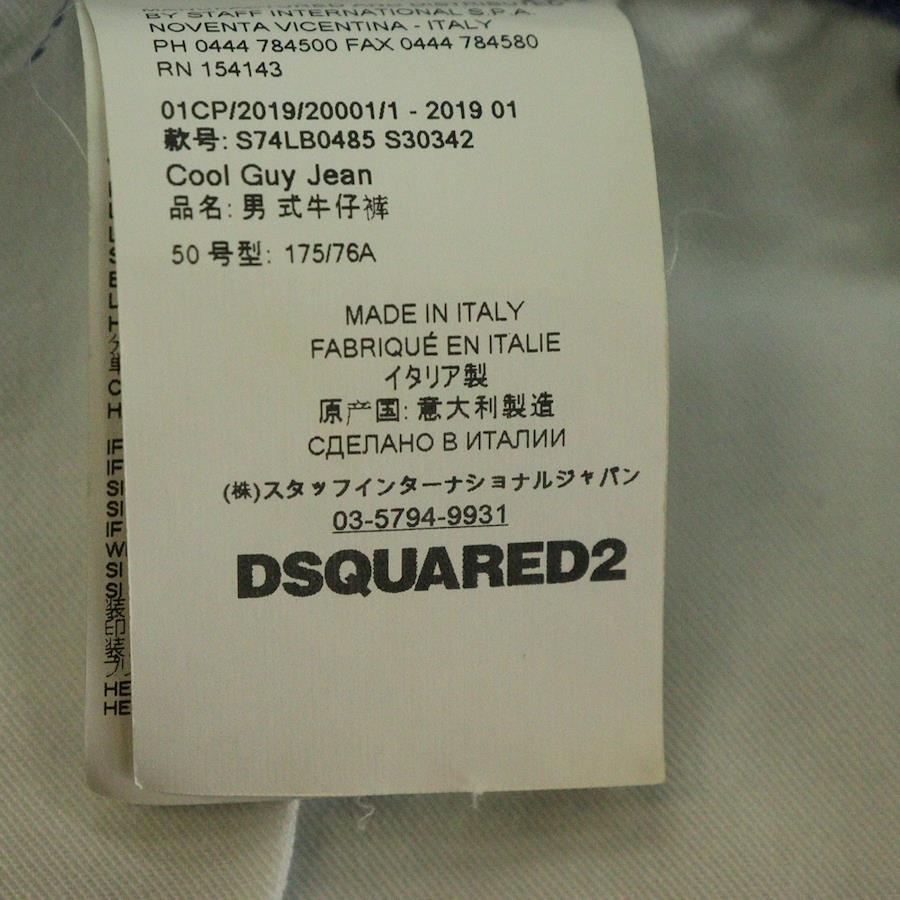 MANUFACTURED AND DISTRIBUTED
BY STAFF INTERNATIONAL S.P.A.
NOVENTA VICENTINA - ITALY
PH 0444 784500 FAX 0444 784580
RN 154143
01CP/2019/20001/1 - 2019 01
款号: S74LB0485 S30342
Cool Guy Jean
品名: 男 式牛仔裤
50 号型: 175/76A
MADE IN ITALY
FABRIQUÉ EN ITALIE
イタリア製
原产国: 意大利製造
СДЕЛАНО В ИТАЛИИ
(株)スタッフインターナショナルジャパン
03-5794-9931
DSQUARED2